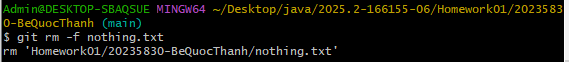 Admin@DESKTOP-SBAQSUE MINGW64 ~/Desktop/java/2025.2-166155-06/Homework01/2023583
0-BeQuocThanh (main)
$ git rm -f nothing.txt
rm 'Homework01/20235830-BeQuocThanh/nothing.txt'